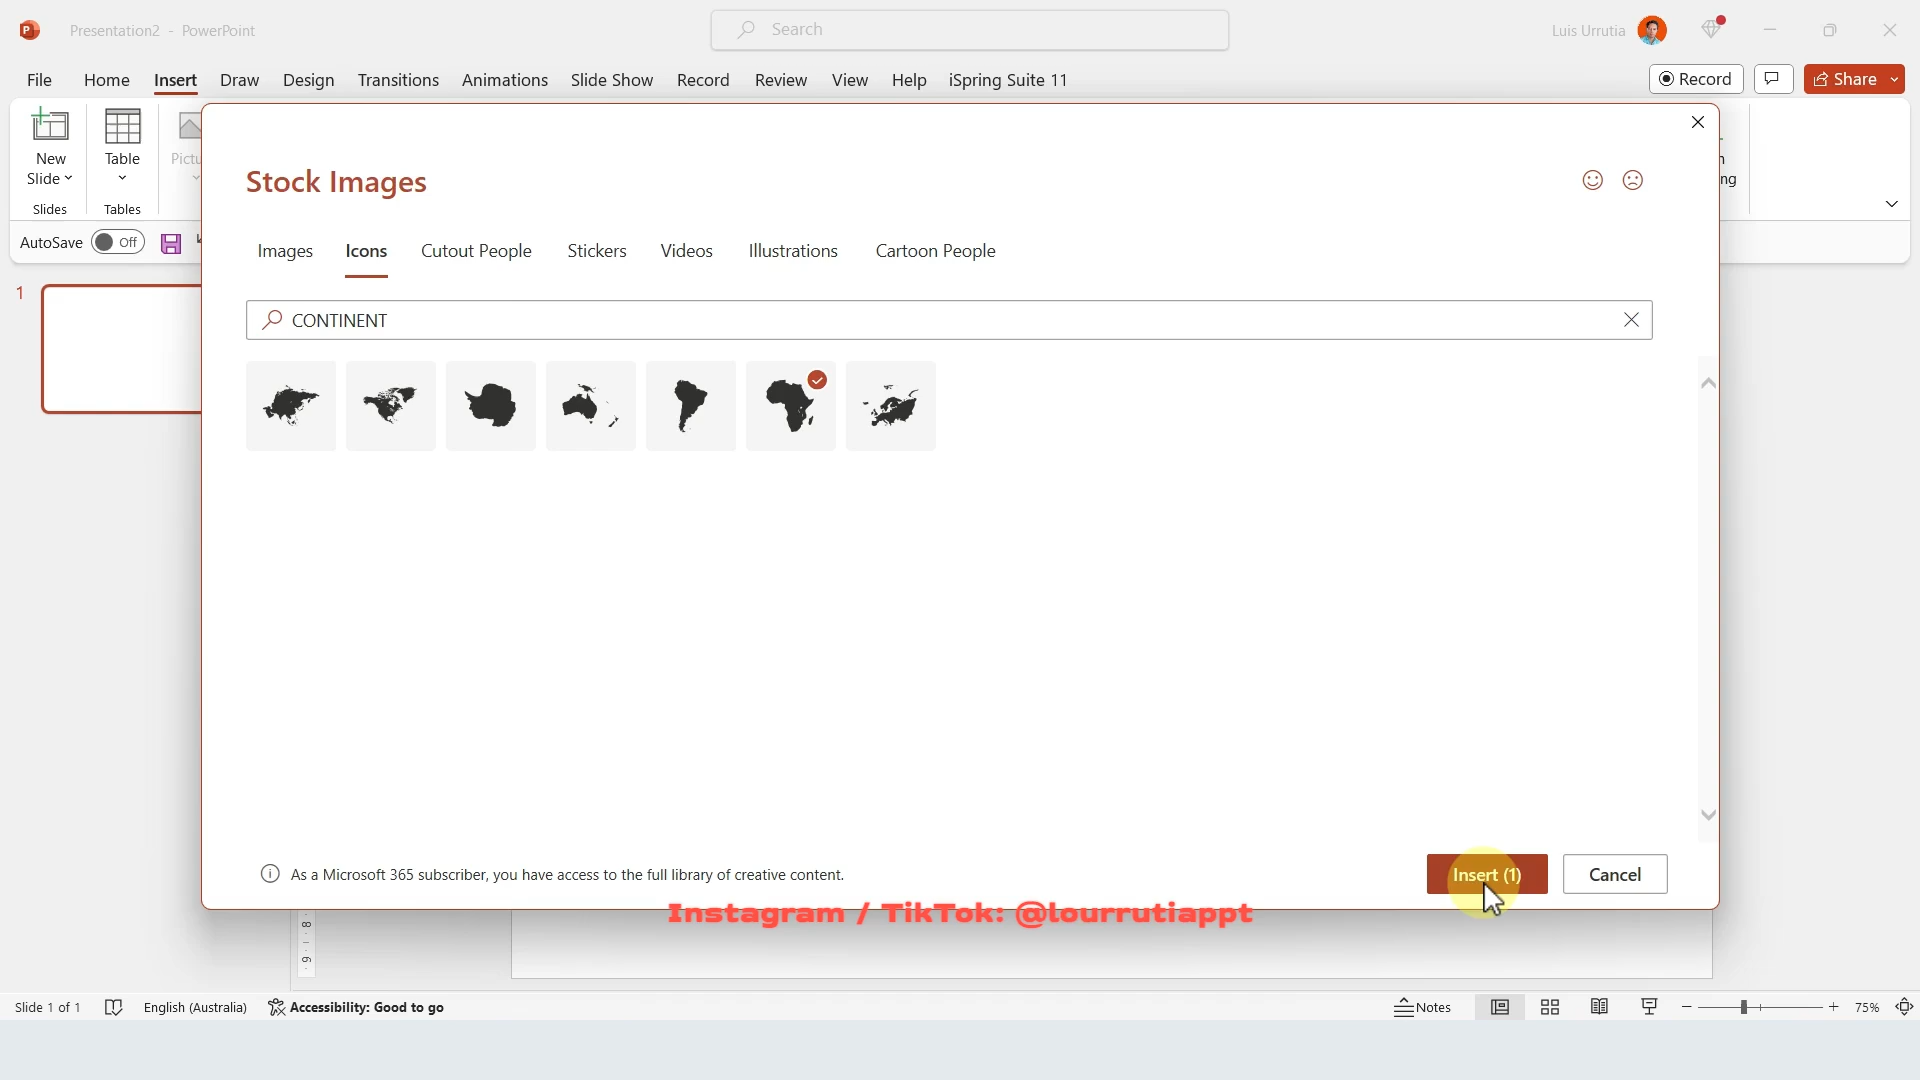 Presentation2 - PowerPoint
Search
Luis Urrutia
File Home Insert Draw Design Transitions Animations Slide Show Record Review View Help iSpring Suite 11
Record
Share
New
Slide
Table
Slides
Tables
AutoSave Off
Stock Images
Images Icons Cutout People Stickers Videos Illustrations Cartoon People
CONTINENT
1
As a Microsoft 365 subscriber, you have access to the full library of creative content.
Insert (1)
Cancel
Instagram / TikTok: @lourrutiappt
8
9
Slide 1 of 1 English (Australia) Accessibility: Good to go
Notes
75%